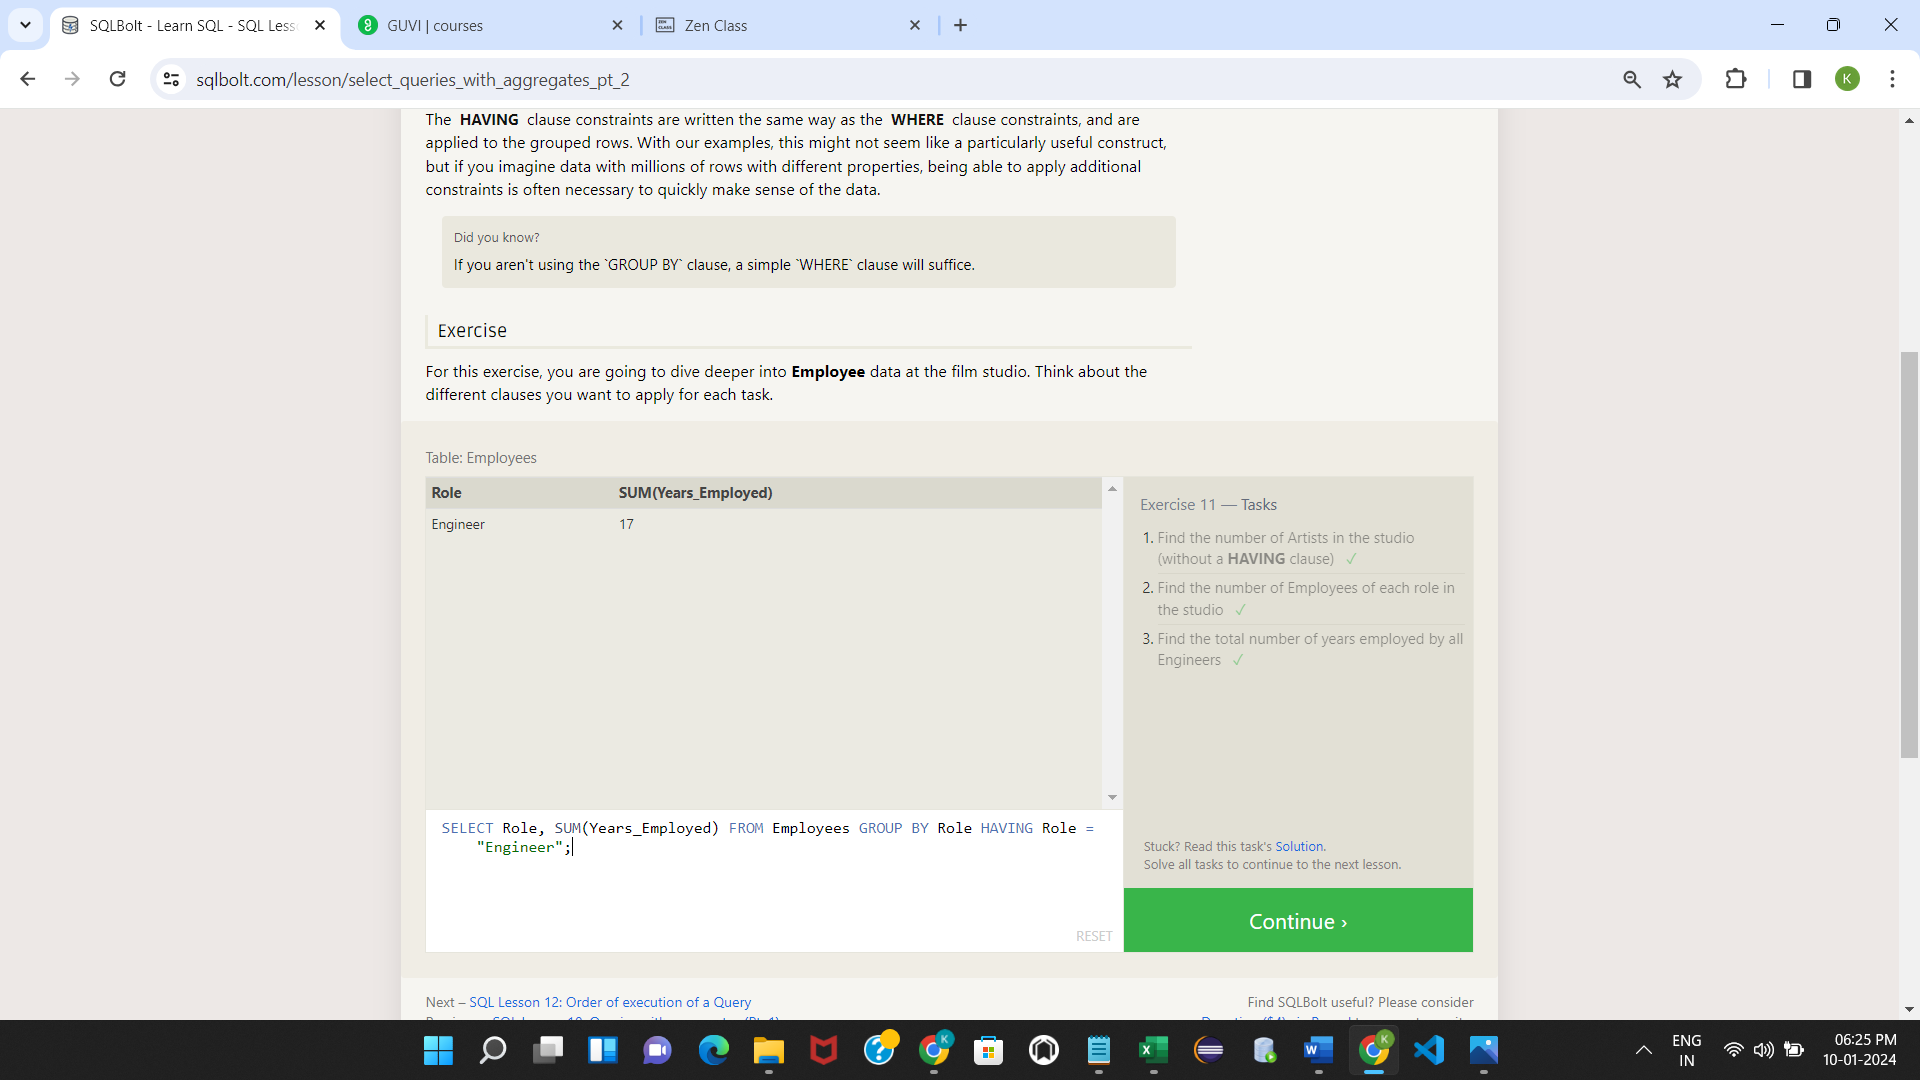 SQLBolt - Learn SQL - SQL Less
GUVI | courses
Zen Class
sqlbolt.com/lesson/select_queries_with_aggregates_pt_2
K
The HAVING clause constraints are written the same way as the WHERE clause constraints, and are
applied to the grouped rows. With our examples, this might not seem like a particularly useful construct,
but if you imagine data with millions of rows with different properties, being able to apply additional
constraints is often necessary to quickly make sense of the data.
Did you know?
If you aren't using the `GROUP BY` clause, a simple `WHERE` clause will suffice.
Exercise
For this exercise, you are going to dive deeper into Employee data at the film studio. Think about the
different clauses you want to apply for each task.
Table: Employees
Role SUM(Years_Employed)
Engineer 17
Exercise 11 — Tasks
1. Find the number of Artists in the studio
(without a HAVING clause) ✓
2. Find the number of Employees of each role in
the studio ✓
3. Find the total number of years employed by all
Engineers ✓
SELECT Role, SUM(Years_Employed) FROM Employees GROUP BY Role HAVING Role =
"Engineer";
RESET
Stuck? Read this task's Solution.
Solve all tasks to continue to the next lesson.
Continue ›
Next – SQL Lesson 12: Order of execution of a Query
Find SQLBolt useful? Please consider
ENG
IN
06:25 PM
10-01-2024